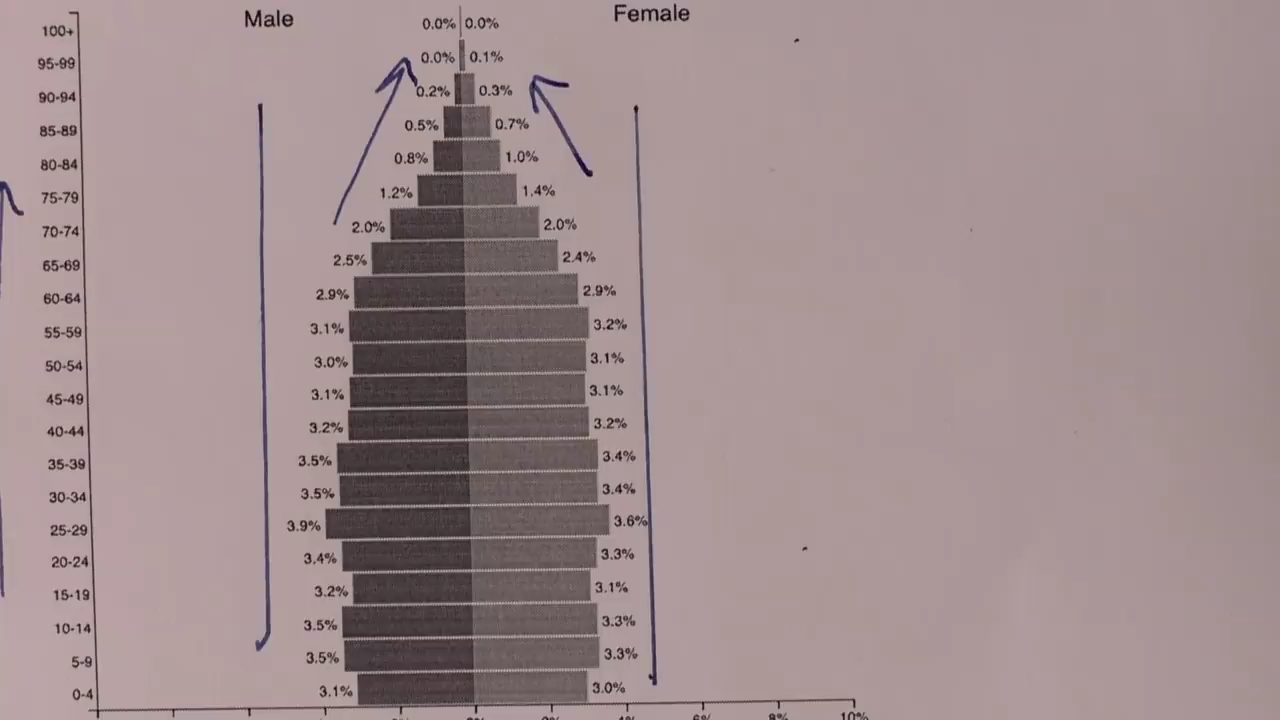 Male Female
100+ 0.0% 0.0%
95-99 0.0% 0.1%
90-94 0.2% 0.3%
85-89 0.5% 0.7%
80-84 0.8% 1.0%
75-79 1.2% 1.4%
70-74 2.0% 2.0%
65-69 2.5% 2.4%
60-64 2.9% 2.9%
55-59 3.1% 3.2%
50-54 3.0% 3.1%
45-49 3.1% 3.1%
40-44 3.2% 3.2%
35-39 3.5% 3.4%
30-34 3.5% 3.4%
25-29 3.9% 3.6%
20-24 3.4% 3.3%
15-19 3.2% 3.1%
10-14 3.5% 3.3%
5-9 3.5% 3.3%
0-4 3.1% 3.0%
10%